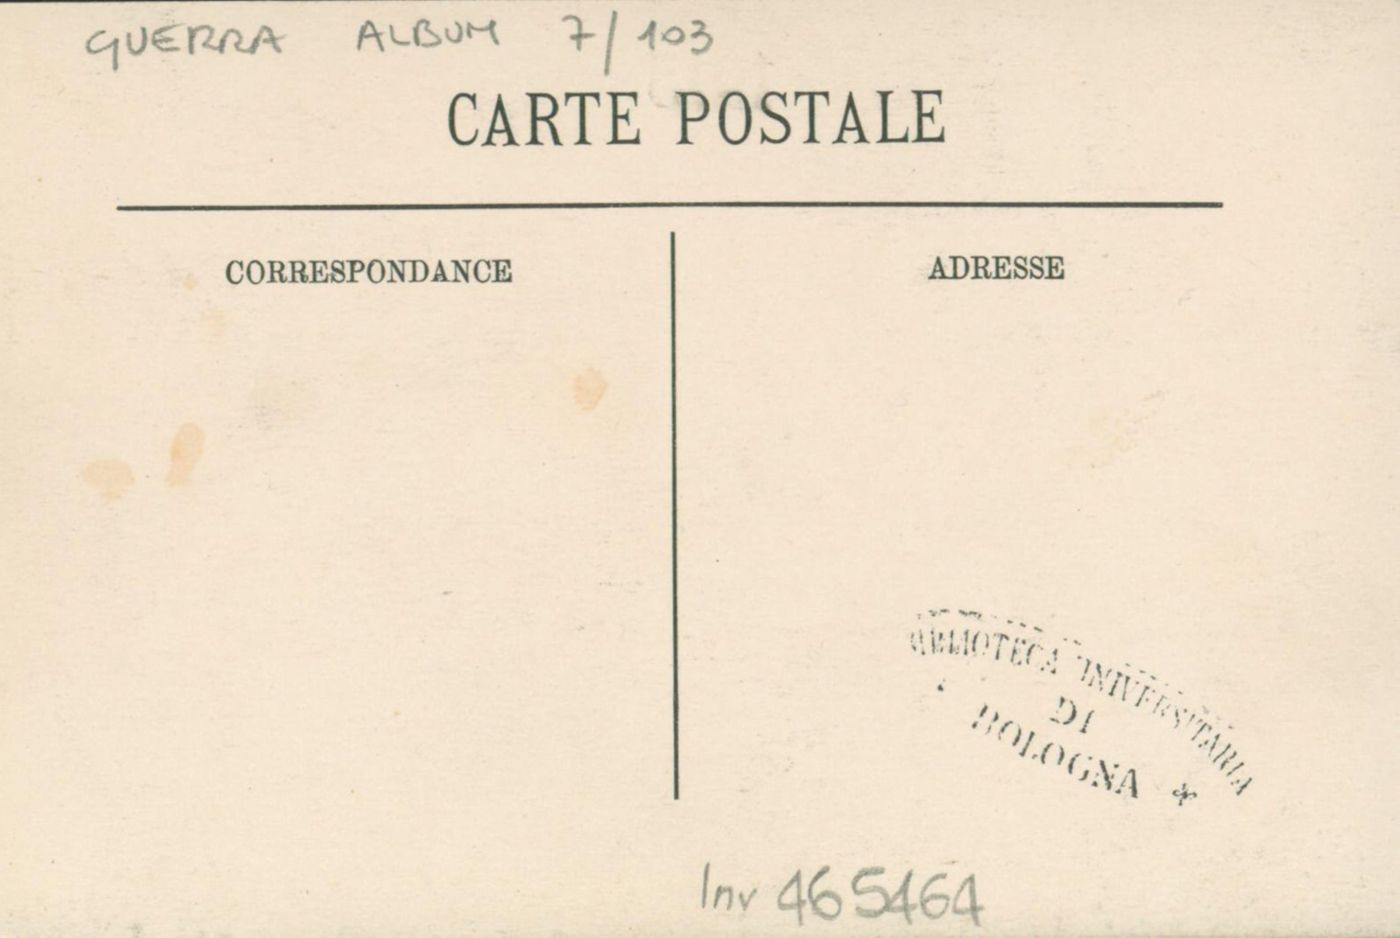 GUERRA ALBUM 7/103
CARTE POSTALE
CORRESPONDANCE
ADRESSE
BIBLIOTECA UNIVERSITARIA
DI
BOLOGNA *
Inv 465464